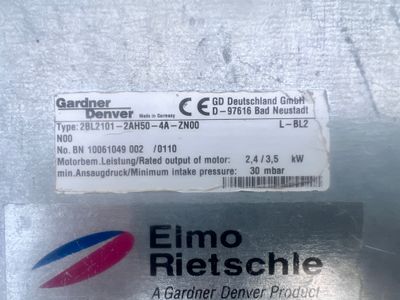 Gardner
Denver Made in Germany
CE GD Deutschland GmbH
D-97616 Bad Neustadt
Type: 2BL2101-2AH50-4A-ZN00 L-BL2
N00
No. BN 10061049 002 /0110
Motorbem.Leistung/Rated output of motor: 2,4/3,5 kW
min.Ansaugdruck/Minimum intake pressure: 30 mbar
Elmo
Rietschle
A Gardner Denver Product